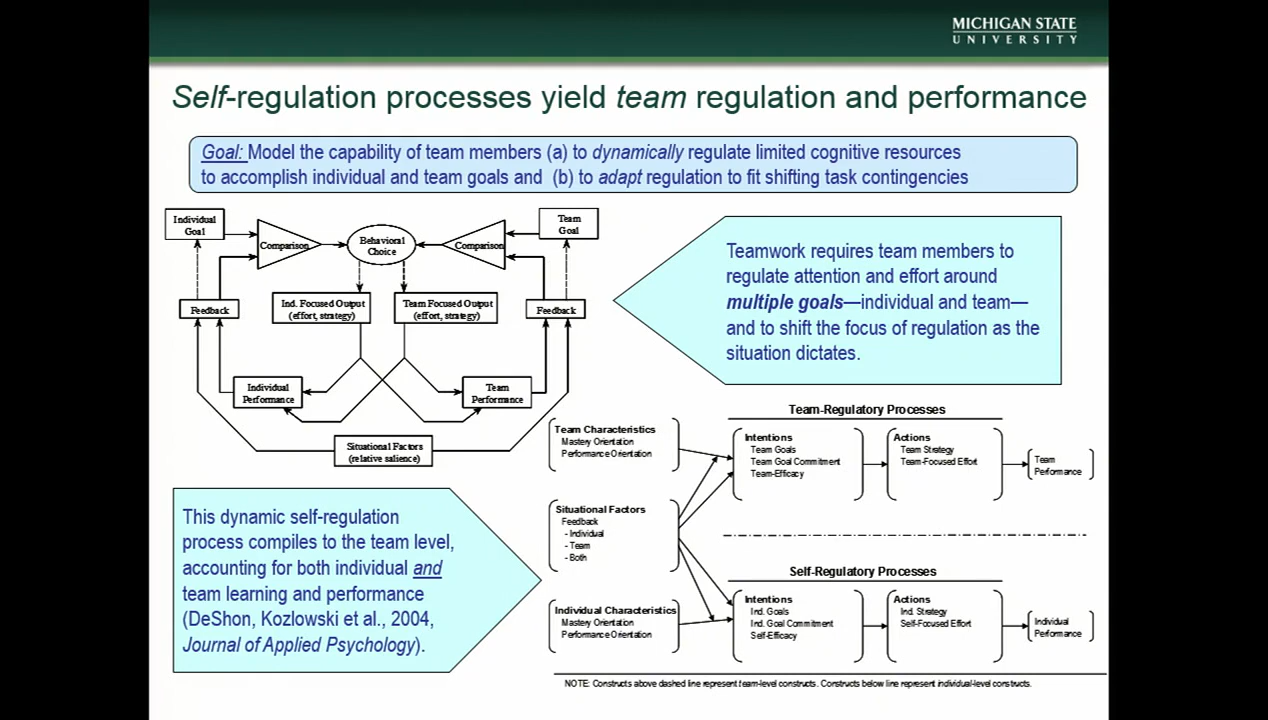 MICHIGAN STATE
UNIVERSITY
Self-regulation processes yield team regulation and performance
Goal: Model the capability of team members (a) to dynamically regulate limited cognitive resources
to accomplish individual and team goals and (b) to adapt regulation to fit shifting task contingencies
Individual
Goal
Comparison
Behavioral
Choice
Comparison
Team
Goal
Feedback
Ind. Focused Output
(effort, strategy)
Team Focused Output
(effort, strategy)
Feedback
Individual
Performance
Team
Performance
Situational Factors
(relative salience)
Teamwork requires team members to
regulate attention and effort around
multiple goals—individual and team—
and to shift the focus of regulation as the
situation dictates.
This dynamic self-regulation
process compiles to the team level,
accounting for both individual and
team learning and performance
(DeShon, Kozlowski et al., 2004,
Journal of Applied Psychology).
Team-Regulatory Processes
Team Characteristics
Mastery Orientation
Performance Orientation
Intentions
Team Goals
Team Goal Commitment
Team-Efficacy
Actions
Team Strategy
Team-Focused Effort
Team
Performance
Situational Factors
Feedback
- Individual
- Team
- Both
Self-Regulatory Processes
Individual Characteristics
Mastery Orientation
Performance Orientation
Intentions
Ind. Goals
Ind. Goal Commitment
Self-Efficacy
Actions
Ind. Strategy
Self-Focused Effort
Individual
Performance
NOTE: Constructs above dashed line represent team-level constructs. Constructs below line represent individual-level constructs.